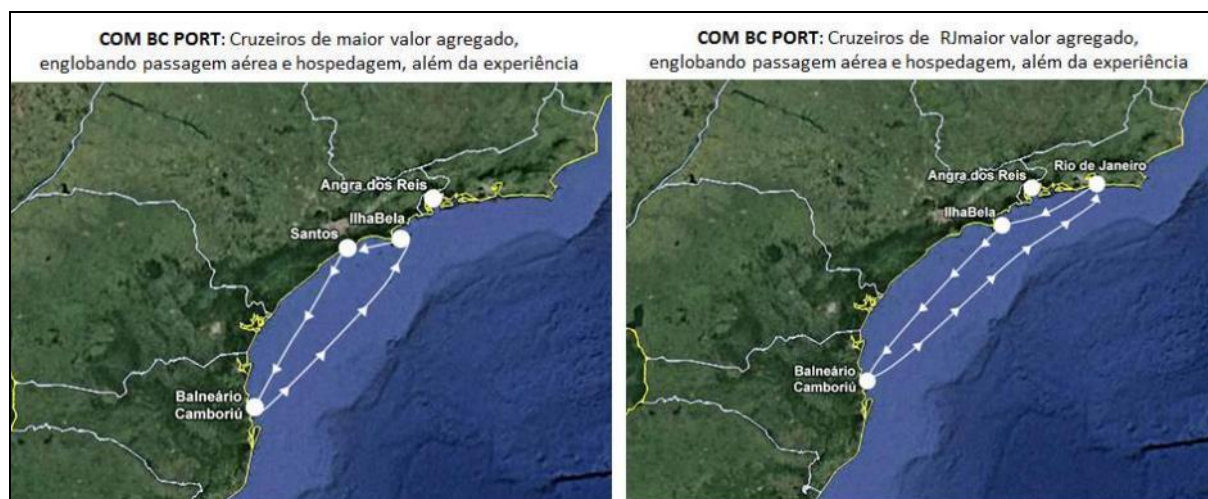 COM BC PORT: Cruzeiros de maior valor agregado,
englobando passagem aérea e hospedagem, além da experiência
Angra dos Reis
IlhaBela
Santos
Balneário
Camboriú
COM BC PORT: Cruzeiros de RJmaior valor agregado,
englobando passagem aérea e hospedagem, além da experiência
Rio de Janeiro
Angra dos Reis
IlhaBela
Balneário
Camboriú